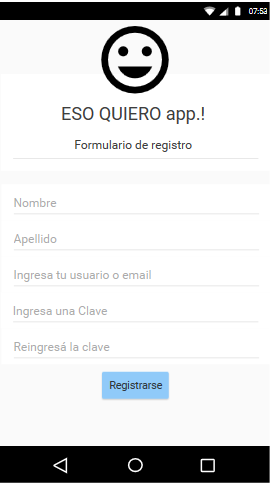 07:53
ESO QUIERO app.!
Formulario de registro
Nombre
Apellido
Ingresa tu usuario o email
Ingresa una Clave
Reingresá la clave
Registrarse